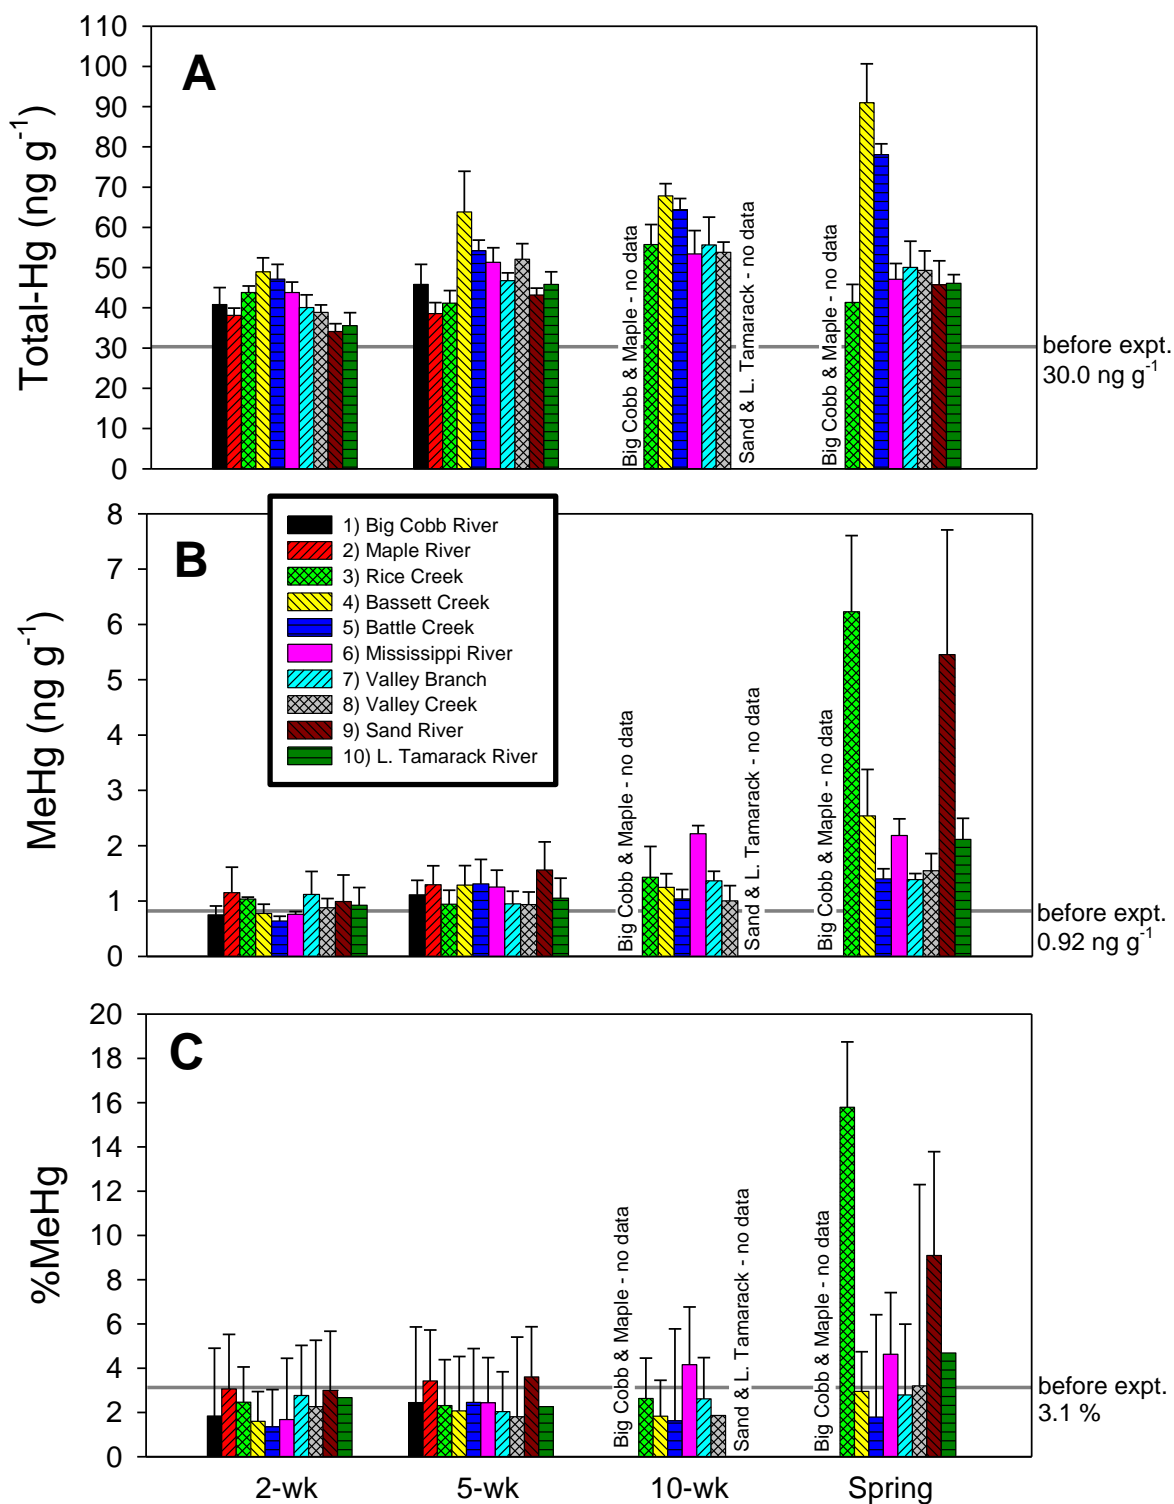 A
Total-Hg (ng g-1)
110
100
90
80
70
60
50
40
30
20
10
0
Big Cobb & Maple - no data
Sand & L. Tamarack - no data
Big Cobb & Maple - no data
before expt.
30.0 ng g-1
B
MeHg (ng g-1)
8
7
6
5
4
3
2
1
0
1) Big Cobb River
2) Maple River
3) Rice Creek
4) Bassett Creek
5) Battle Creek
6) Mississippi River
7) Valley Branch
8) Valley Creek
9) Sand River
10) L. Tamarack River
Big Cobb & Maple - no data
Sand & L. Tamarack - no data
Big Cobb & Maple - no data
before expt.
0.92 ng g-1
C
%MeHg
20
18
16
14
12
10
8
6
4
2
0
Big Cobb & Maple - no data
Sand & L. Tamarack - no data
Big Cobb & Maple - no data
before expt.
3.1 %
2-wk
5-wk
10-wk
Spring